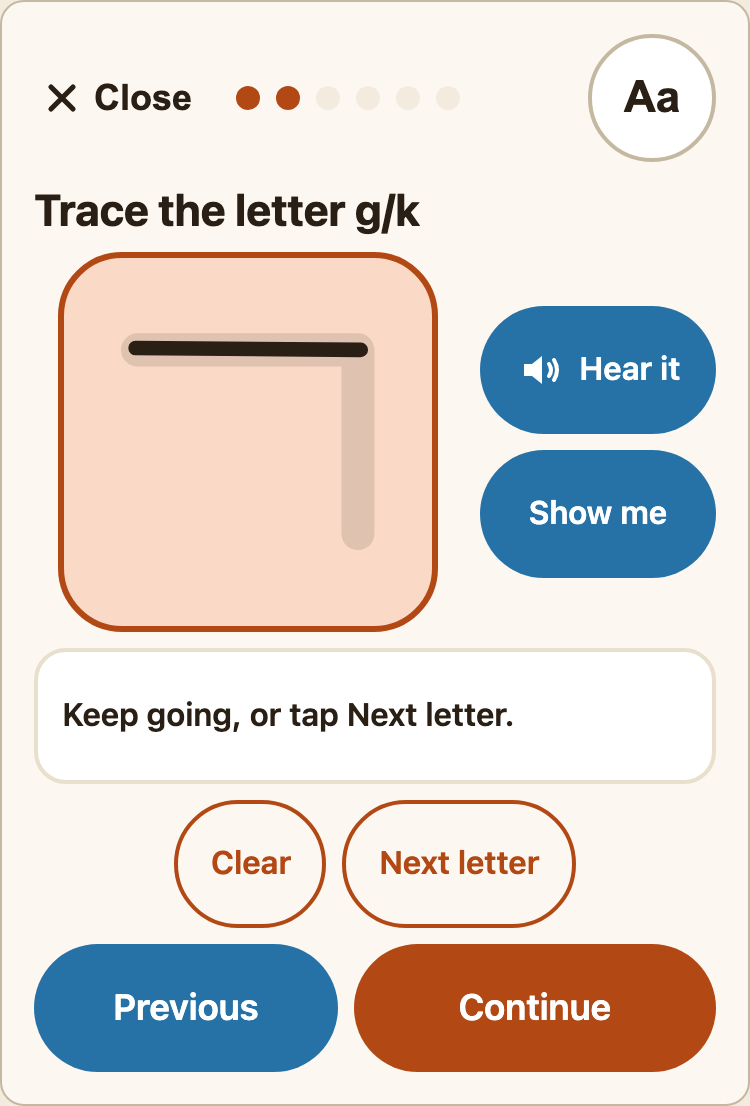 Close
Aa
Trace the letter g/k
Hear it
Show me
Keep going, or tap Next letter.
Clear
Next letter
Previous
Continue